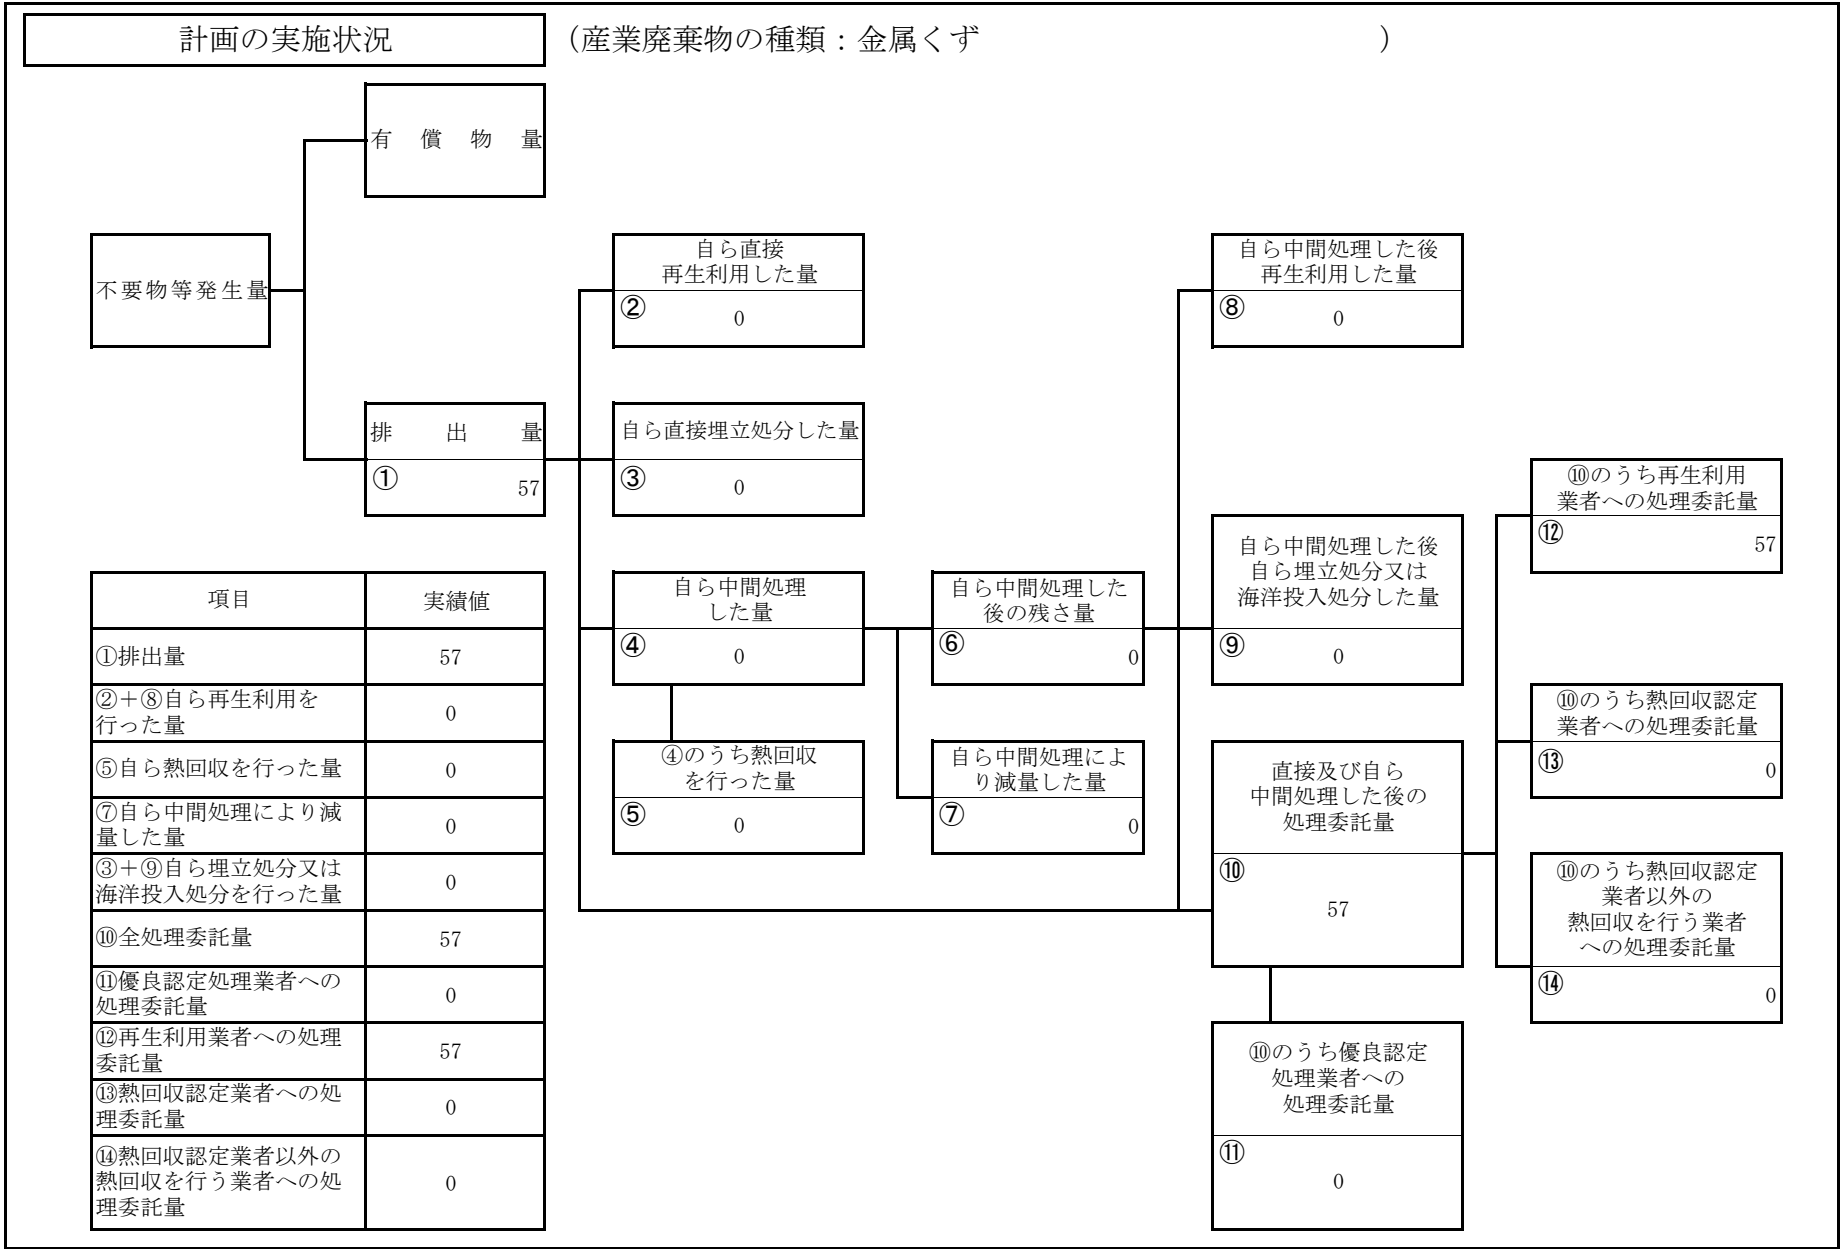 計画の実施状況
（産業廃棄物の種類：金属くず　　　　　　　　　　　　　）
有償物量
不要物等発生量
排出量
①
57
自ら直接
再生利用した量
②
0
自ら直接埋立処分した量
③
0
自ら中間処理
した量
④
0
④のうち熱回収
を行った量
⑤
0
自ら中間処理した
後の残さ量
⑥
0
自ら中間処理によ
り減量した量
⑦
0
自ら中間処理した後
再生利用した量
⑧
0
自ら中間処理した後
自ら埋立処分又は
海洋投入処分した量
⑨
0
直接及び自ら
中間処理した後の
処理委託量
⑩
57
⑩のうち優良認定
処理業者への
処理委託量
⑪
0
⑩のうち再生利用
業者への処理委託量
⑫
57
⑩のうち熱回収認定
業者への処理委託量
⑬
0
⑩のうち熱回収認定
業者以外の
熱回収を行う業者
への処理委託量
⑭
0
項目 実績値
①排出量 57
②＋⑧自ら再生利用を
行った量
0
⑤自ら熱回収を行った量 0
⑦自ら中間処理により減
量した量
0
③＋⑨自ら埋立処分又は
海洋投入処分を行った量
0
⑩全処理委託量 57
⑪優良認定処理業者への
処理委託量
0
⑫再生利用業者への処理
委託量
57
⑬熱回収認定業者への処
理委託量
0
⑭熱回収認定業者以外の
熱回収を行う業者への処
理委託量
0